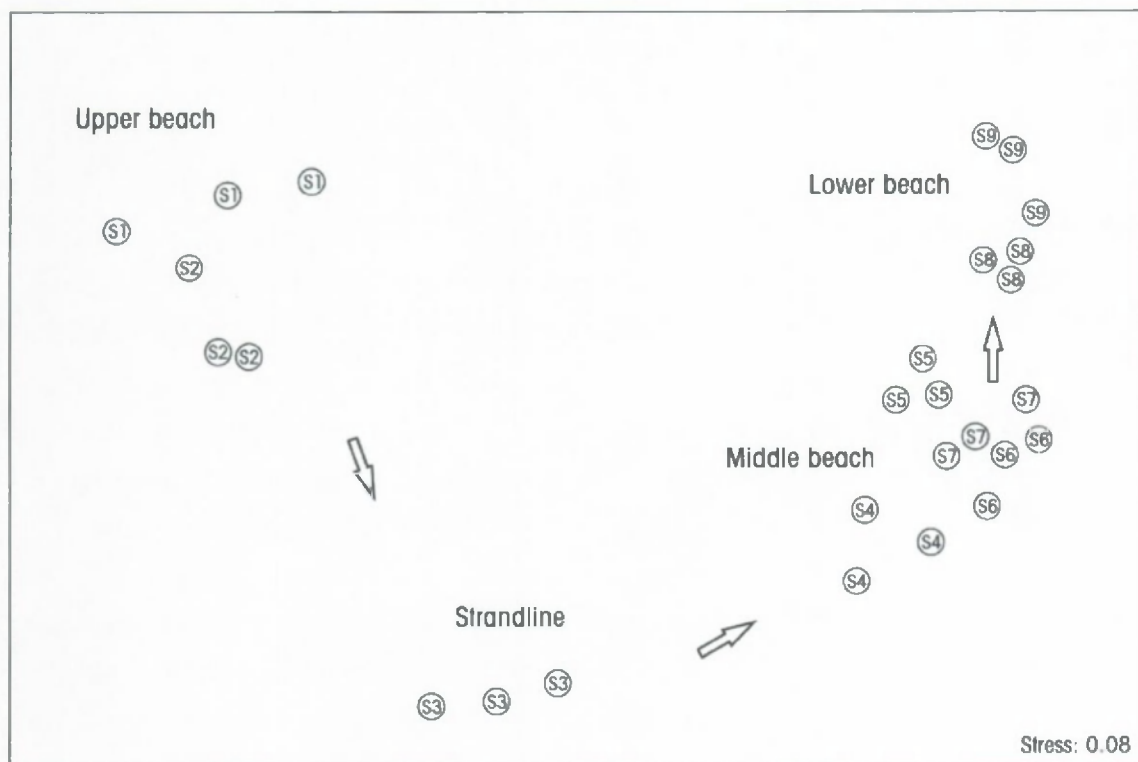 Upper beach
S9
S9
Lower beach
S1
S1
S9
S1
S2
S8
S8
S8
S2
S2
S5
S5
S5
S7
S7
S6
Middle beach
S7
S6
S4
S6
S4
S4
Strandline
S3
S3
S3
Stress: 0.08